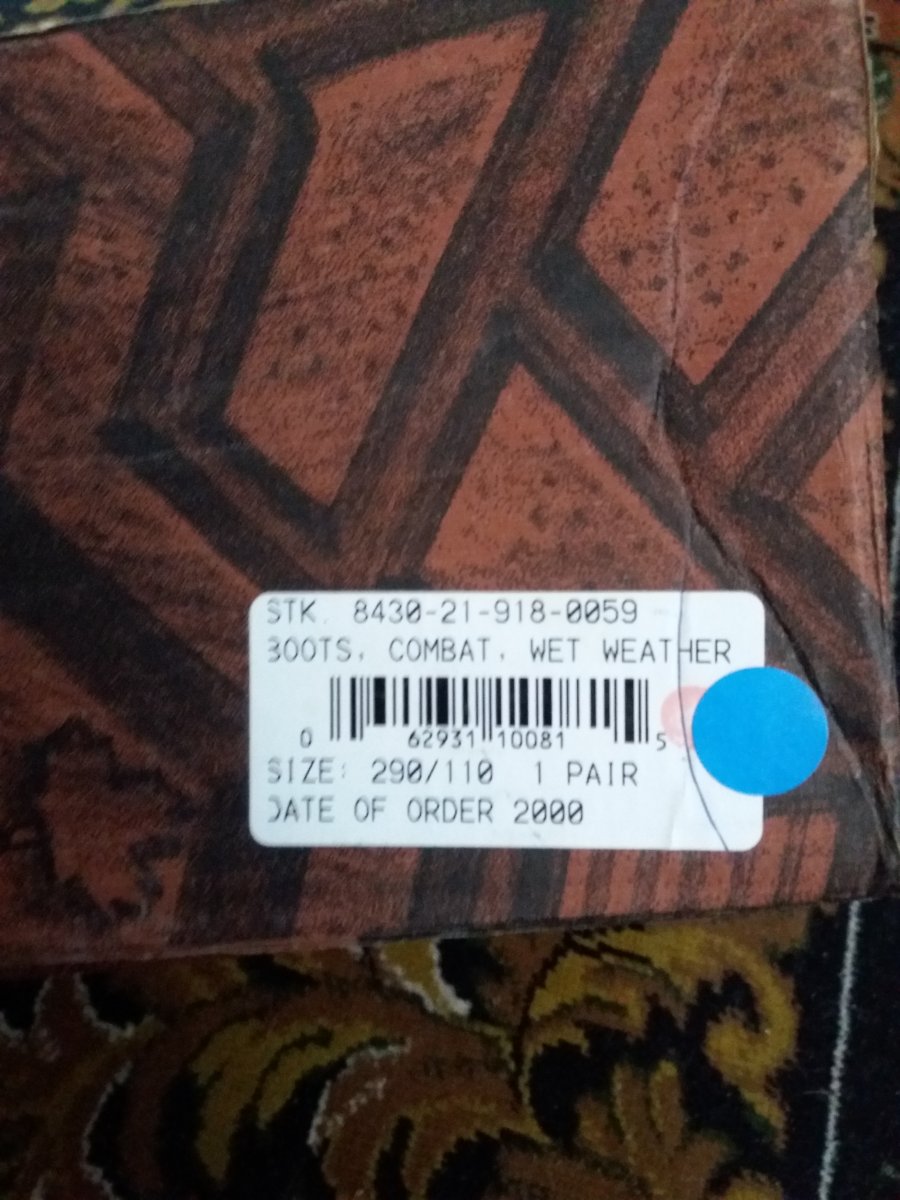 STK. 8430-21-918-0059
BOOTS, COMBAT, WET WEATHER
0 62931 10081 5
SIZE: 290/110 1 PAIR
DATE OF ORDER 2000